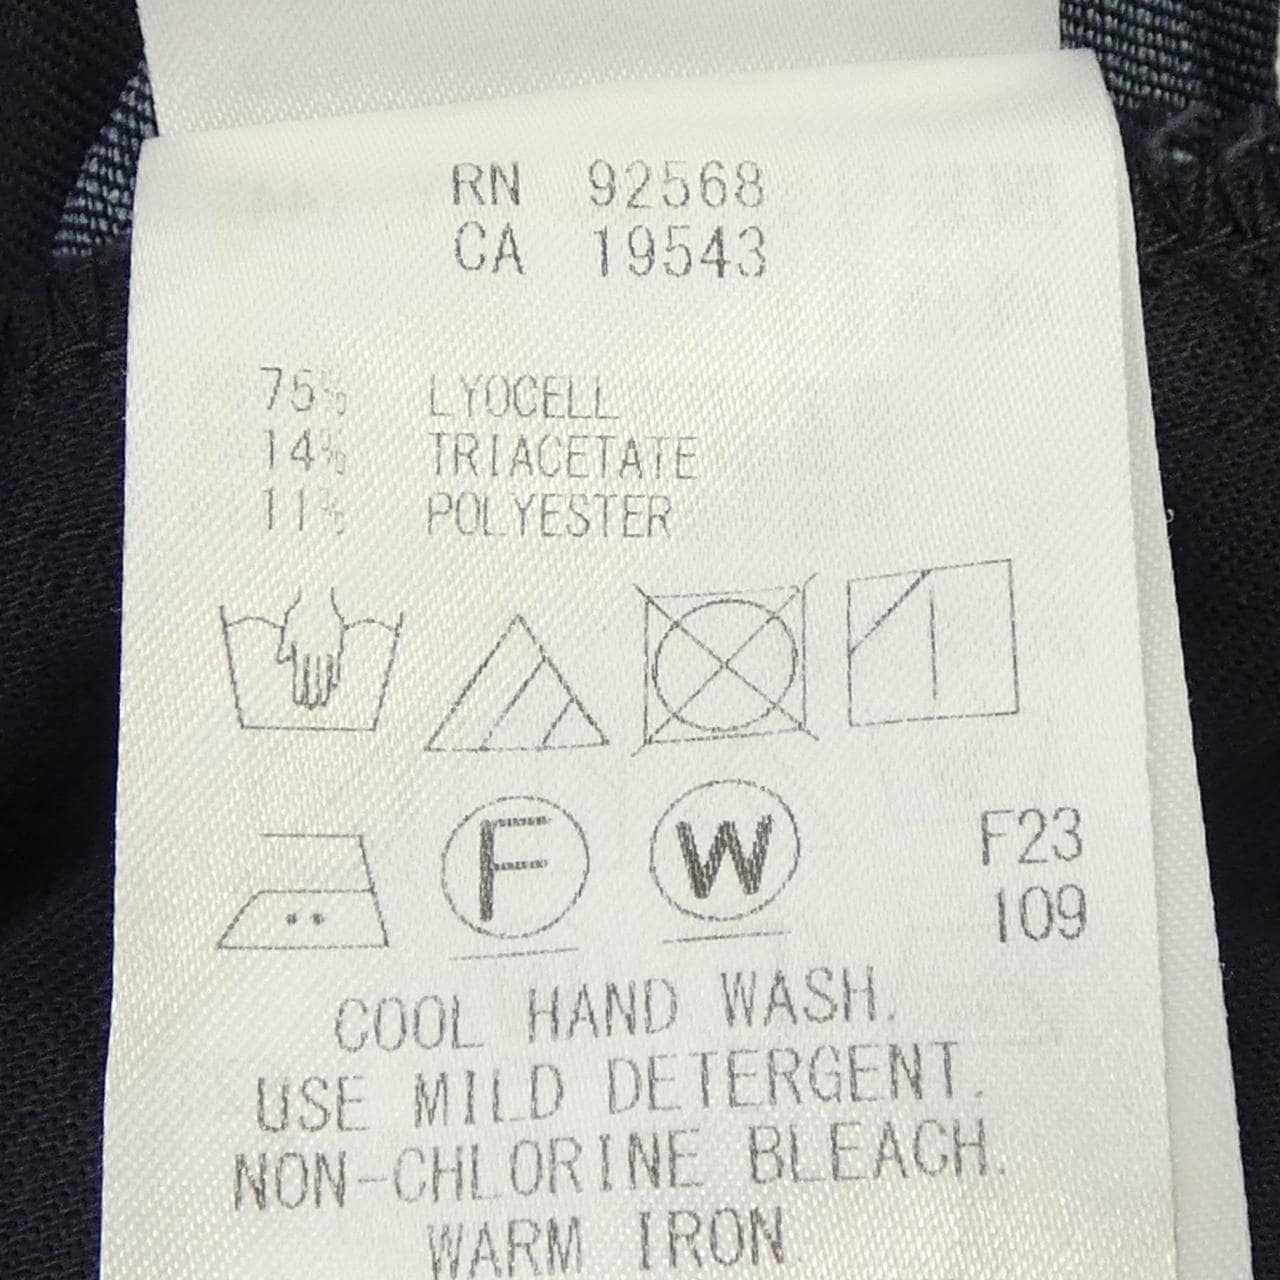 RN 92568
CA 19543
75% LYOCELL
14% TRIACETATE
11% POLYESTER
F W F23
109
COOL HAND WASH.
USE MILD DETERGENT.
NON-CHLORINE BLEACH.
WARM IRON